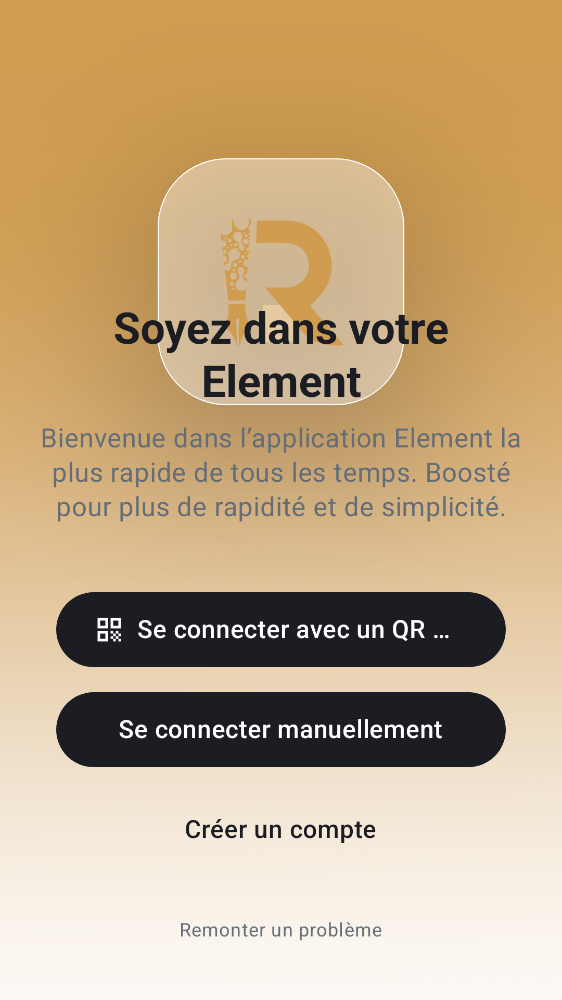 R
Soyez dans votre
Element
Bienvenue dans l’application Element la
plus rapide de tous les temps. Boosté
pour plus de rapidité et de simplicité.
Se connecter avec un QR ...
Se connecter manuellement
Créer un compte
Remonter un problème